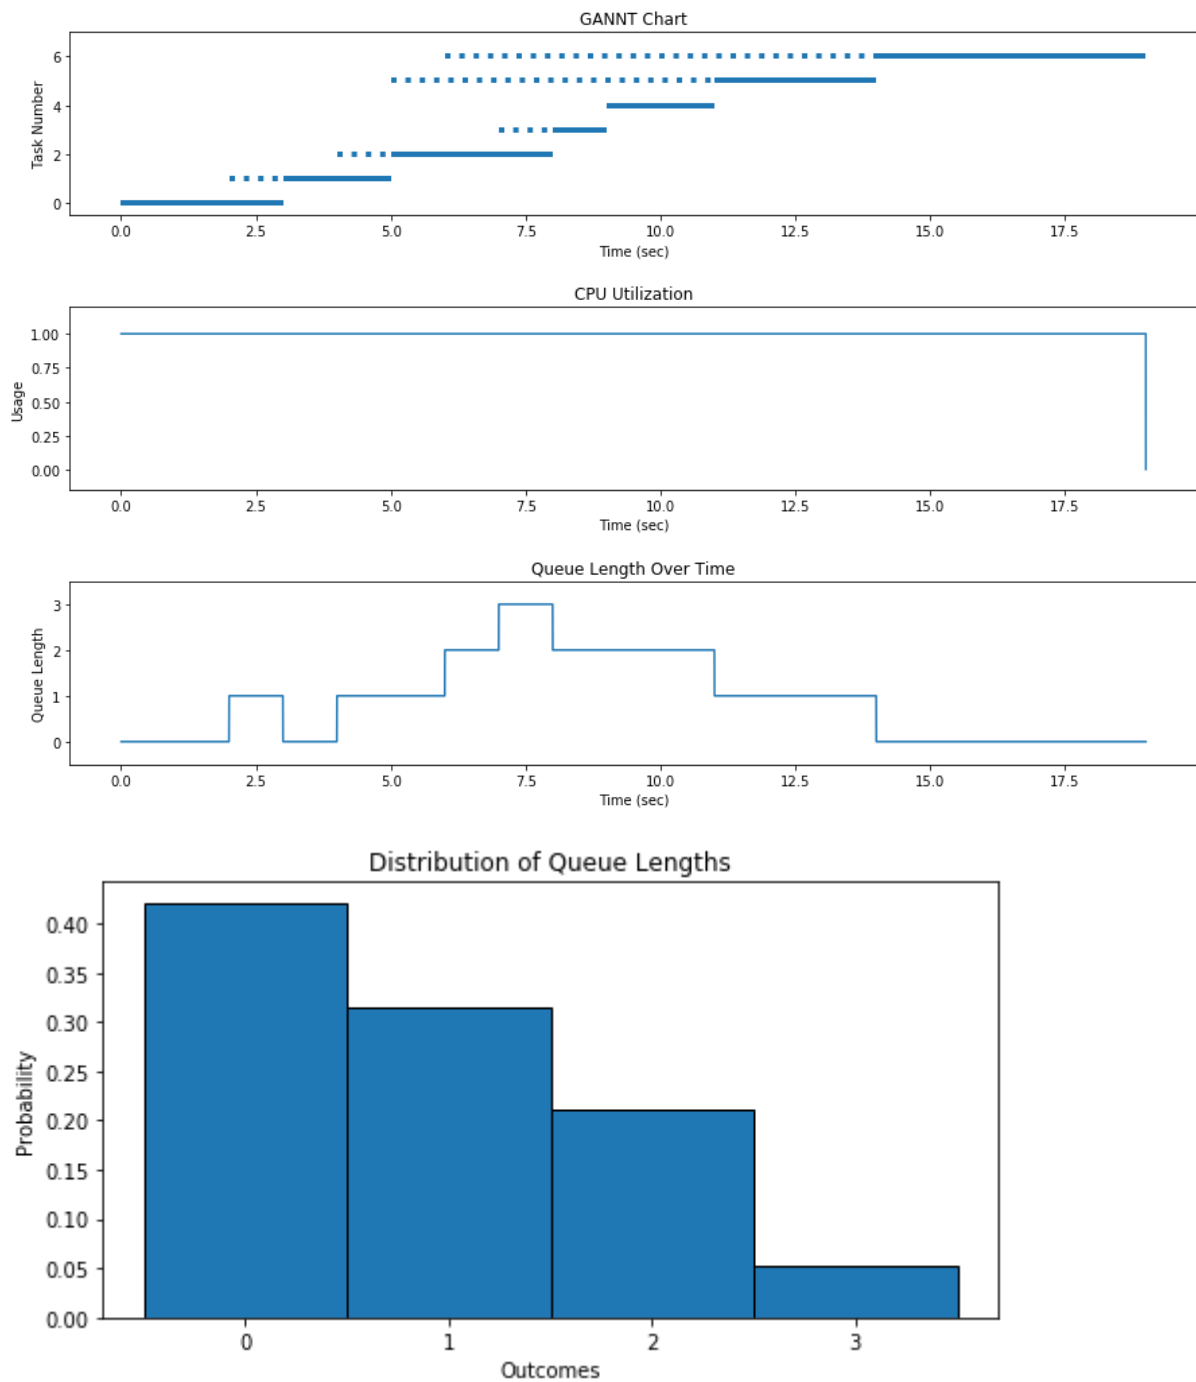 GANNT Chart
6
4
2
0
Task Number
0.0 2.5 5.0 7.5 10.0 12.5 15.0 17.5
Time (sec)
CPU Utilization
1.00
0.75
0.50
0.25
0.00
Usage
0.0 2.5 5.0 7.5 10.0 12.5 15.0 17.5
Time (sec)
Queue Length Over Time
3
2
1
0
Queue Length
0.0 2.5 5.0 7.5 10.0 12.5 15.0 17.5
Time (sec)
Distribution of Queue Lengths
0.40
0.35
0.30
0.25
0.20
0.15
0.10
0.05
0.00
Probability
0 1 2 3
Outcomes